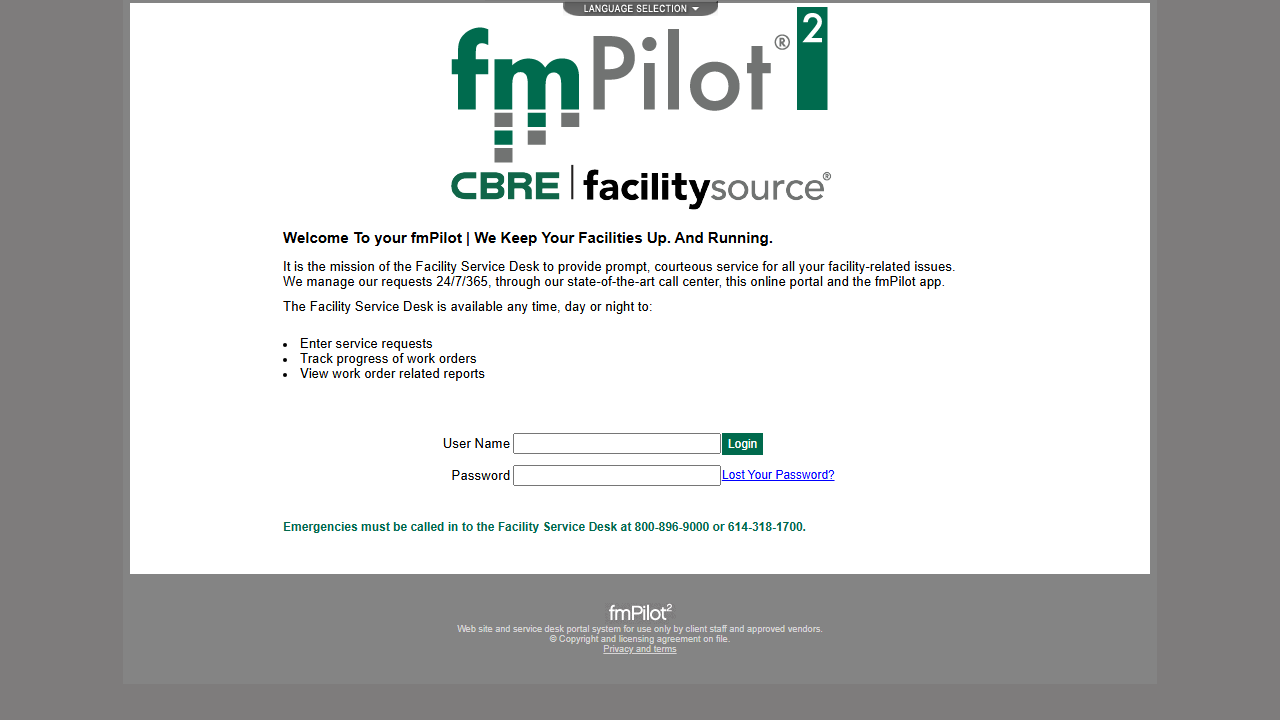 LANGUAGE SELECTION
fmPilot® 2
CBRE | facilitysource®
Welcome To your fmPilot | We Keep Your Facilities Up. And Running.
It is the mission of the Facility Service Desk to provide prompt, courteous service for all your facility-related issues.
We manage our requests 24/7/365, through our state-of-the-art call center, this online portal and the fmPilot app.
The Facility Service Desk is available any time, day or night to:
• Enter service requests
• Track progress of work orders
• View work order related reports
User Name Login
Password Lost Your Password?
Emergencies must be called in to the Facility Service Desk at 800-896-9000 or 614-318-1700.
fmPilot2
Web site and service desk portal system for use only by client staff and approved vendors.
© Copyright and licensing agreement on file.
Privacy and terms